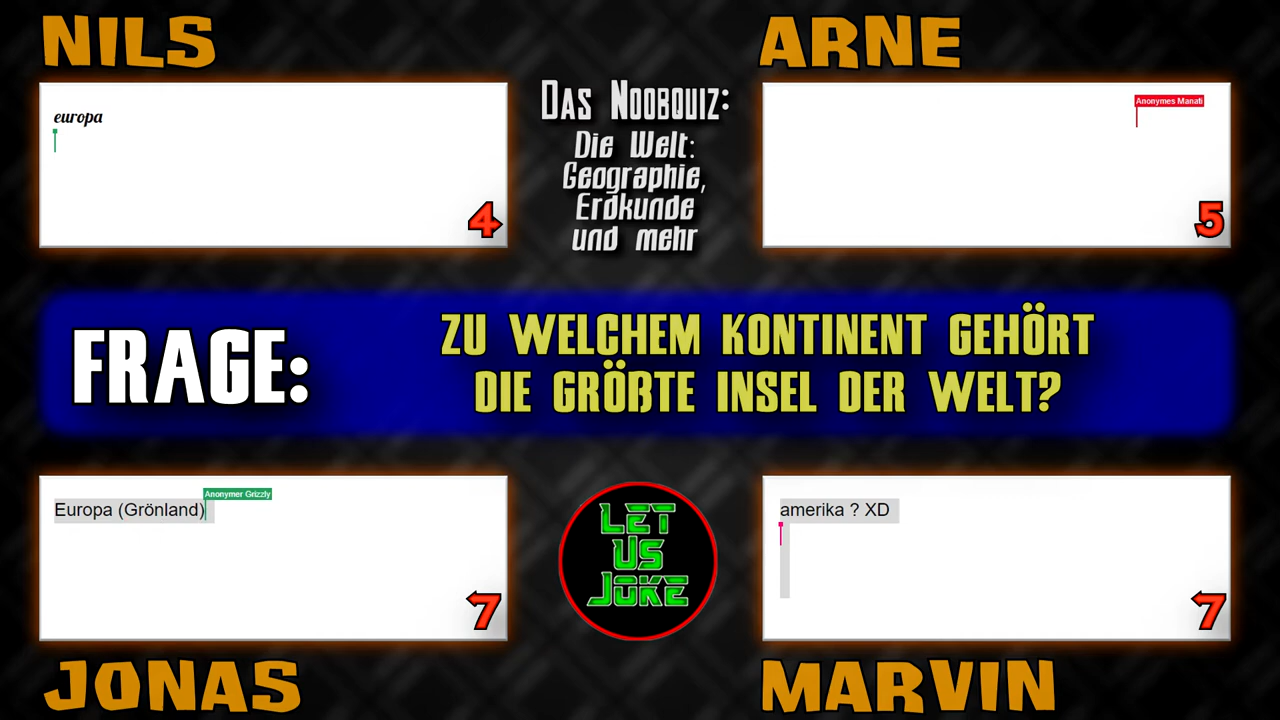 NILS
ARNE
europa
4
DAS NOOBQUIZ:
Die Welt:
Geographie,
Erdkunde
und mehr
Anonymes Manati
5
FRAGE:
ZU WELCHEM KONTINENT GEHÖRT
DIE GRÖßTE INSEL DER WELT?
Europa (Grönland)
Anonymer Grizzly
7
LET
US
JOKE
amerika ? XD
7
JONAS
MARVIN